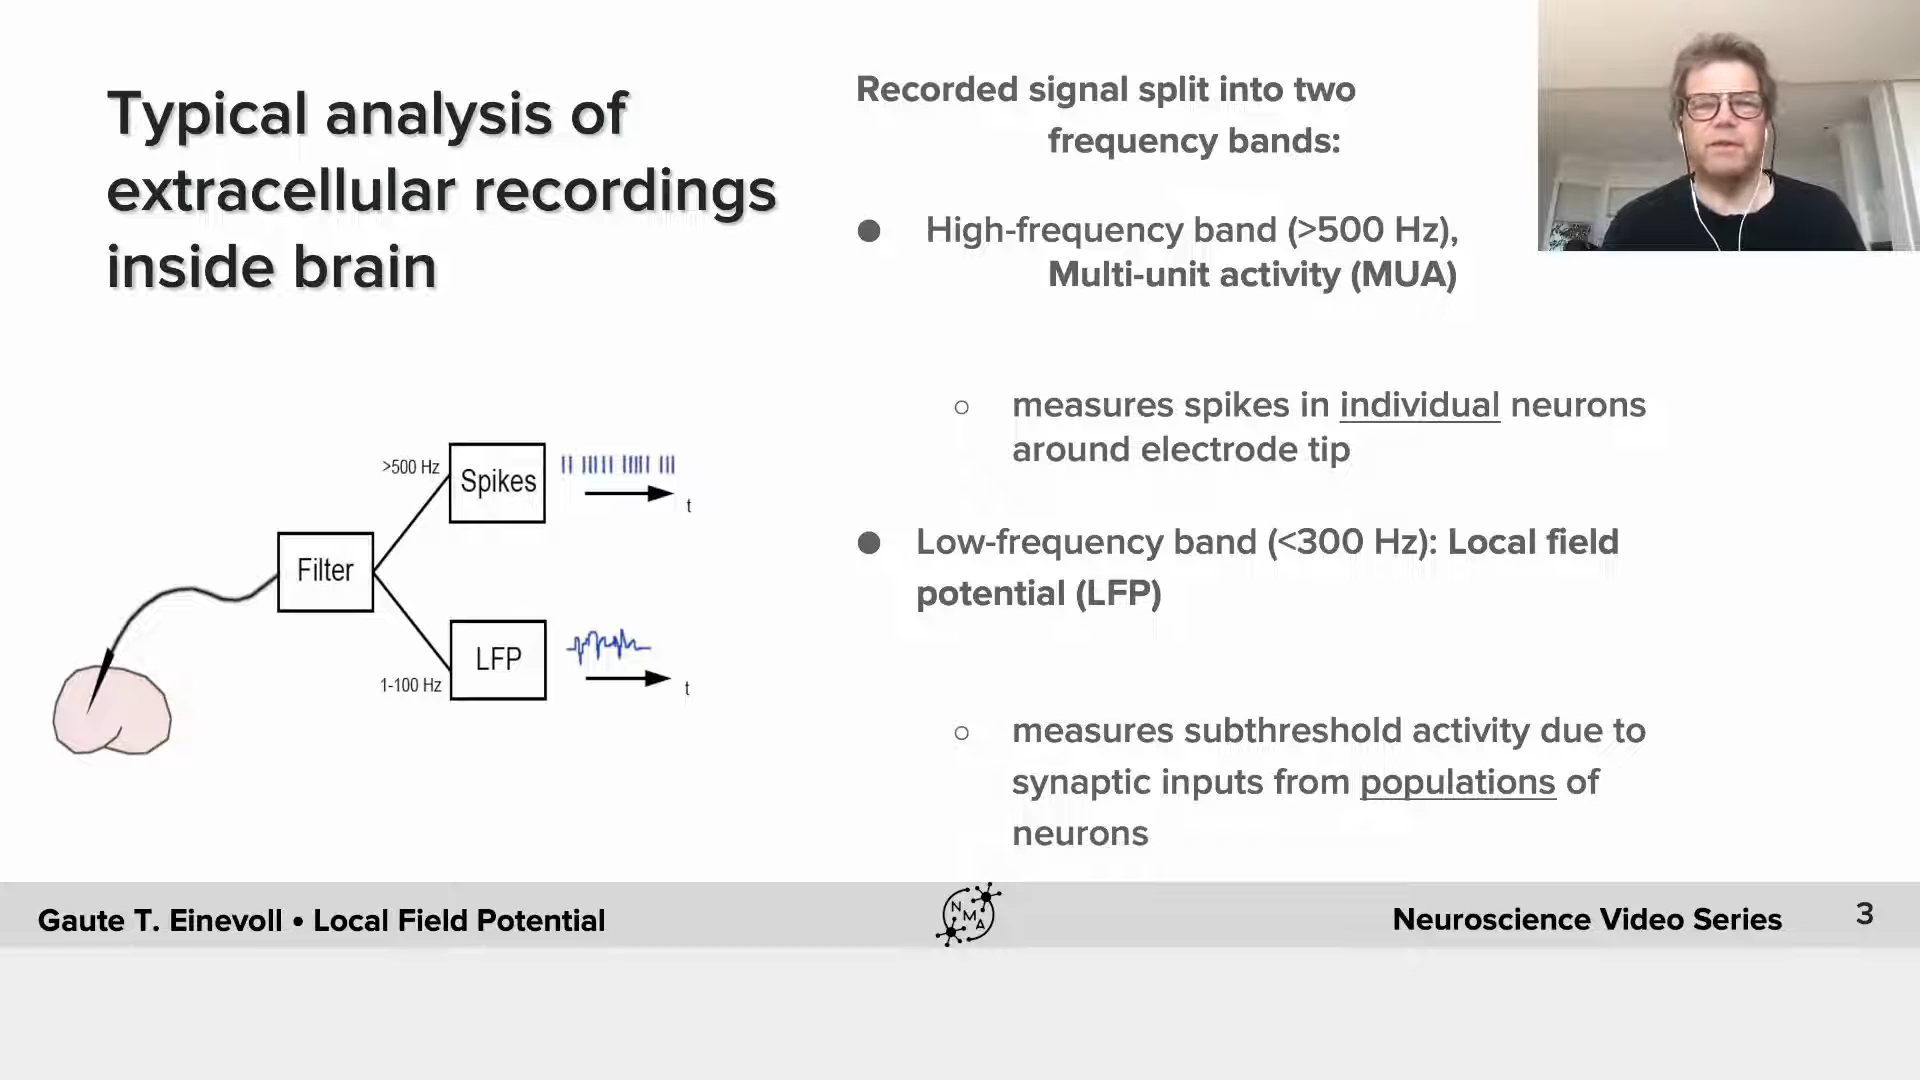 Typical analysis of
extracellular recordings
inside brain
Recorded signal split into two
frequency bands:
● High-frequency band (>500 Hz),
Multi-unit activity (MUA)
○ measures spikes in individual neurons
around electrode tip
● Low-frequency band (<300 Hz): Local field
potential (LFP)
○ measures subthreshold activity due to
synaptic inputs from populations of
neurons
>500 Hz
Spikes
t
Filter
LFP
1-100 Hz
t
Gaute T. Einevoll • Local Field Potential
NMA
Neuroscience Video Series
3